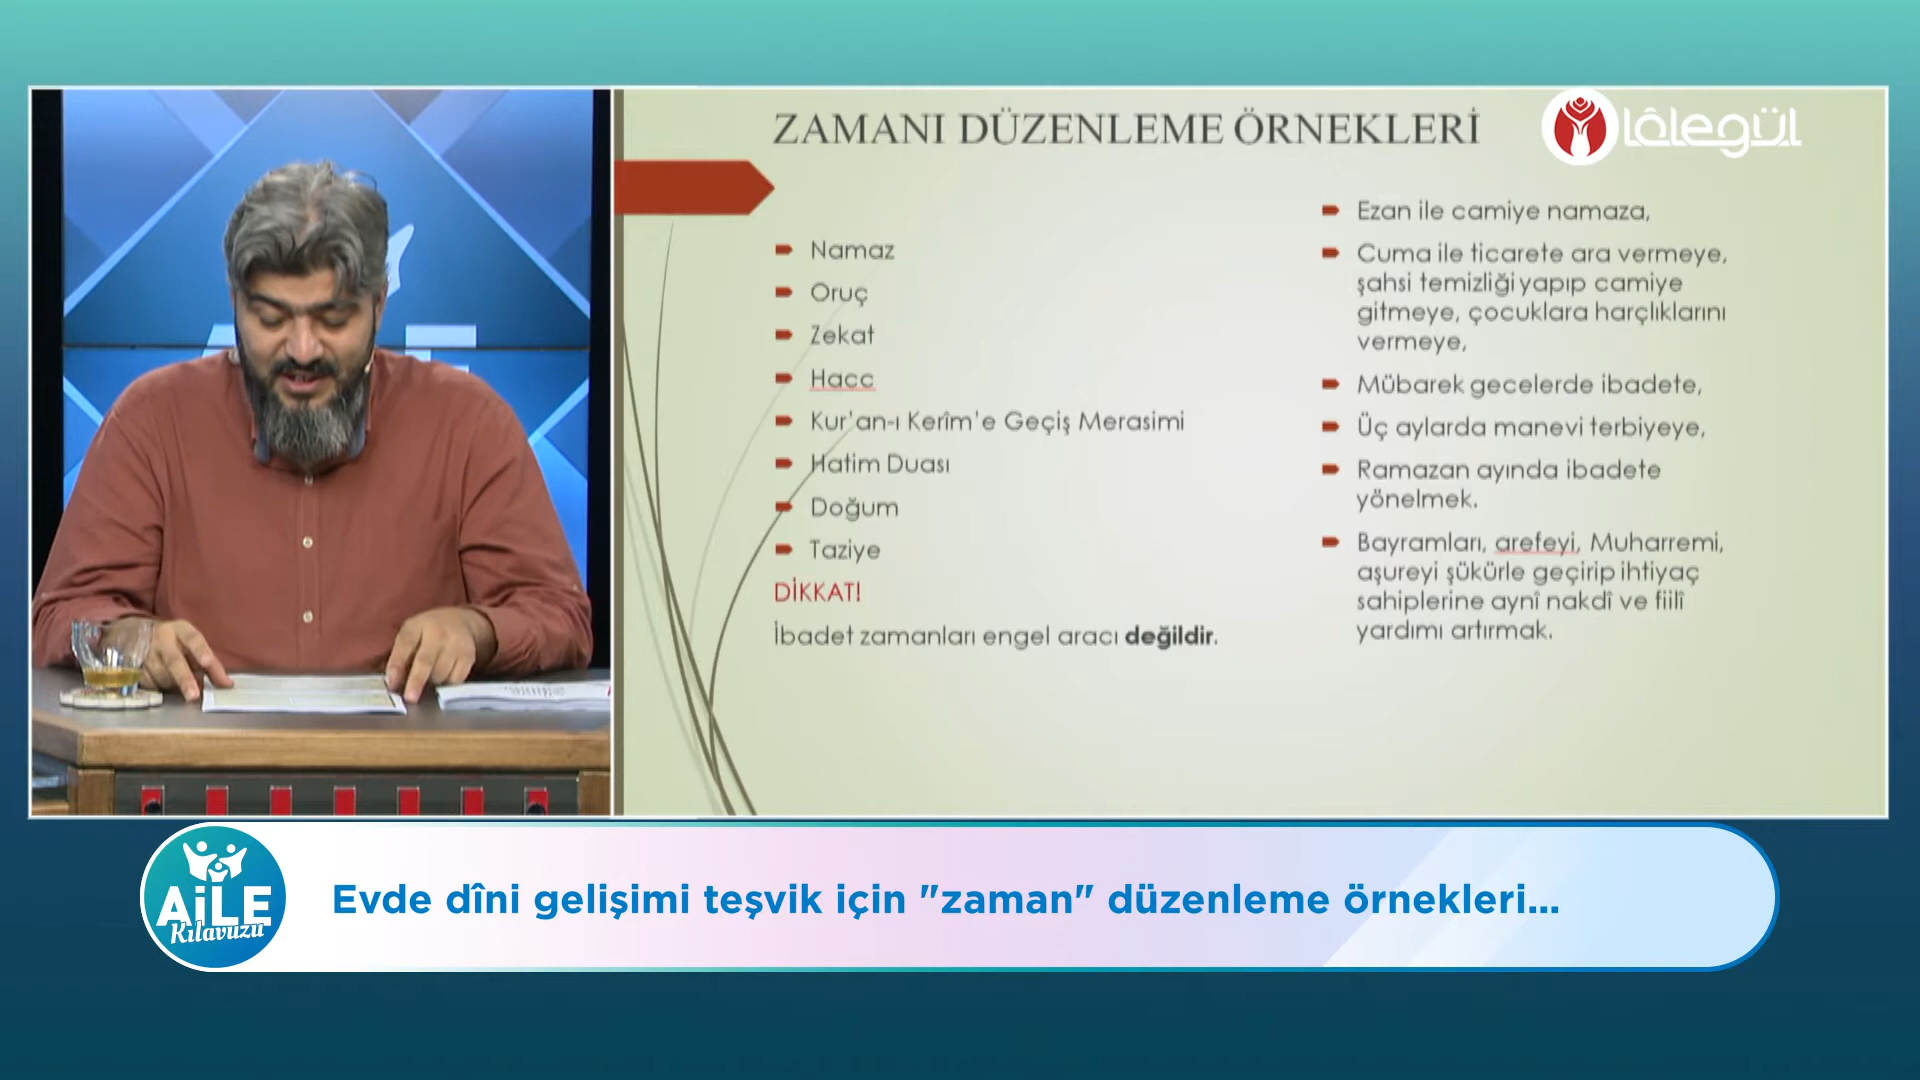 ZAMANI DÜZENLEME ÖRNEKLERİ
lâlegül
Namaz
Oruç
Zekat
Hacc
Kur'an-ı Kerîm'e Geçiş Merasimi
Hatim Duası
Doğum
Taziye
DİKKAT!
İbadet zamanları engel aracı değildir.
Ezan ile camiye namaza,
Cuma ile ticarete ara vermeye,
şahsi temizliği yapıp camiye
gitmeye, çocuklara harçlıklarını
vermeye,
Mübarek gecelerde ibadete,
Üç aylarda manevi terbiyeye,
Ramazan ayında ibadete
yönelmek.
Bayramları, arefeyi, Muharremi,
aşureyi şükürle geçirip ihtiyaç
sahiplerine aynî nakdî ve fiilî
yardımı artırmak.
AİLE
Kılavuzu
Evde dîni gelişimi teşvik için "zaman" düzenleme örnekleri...